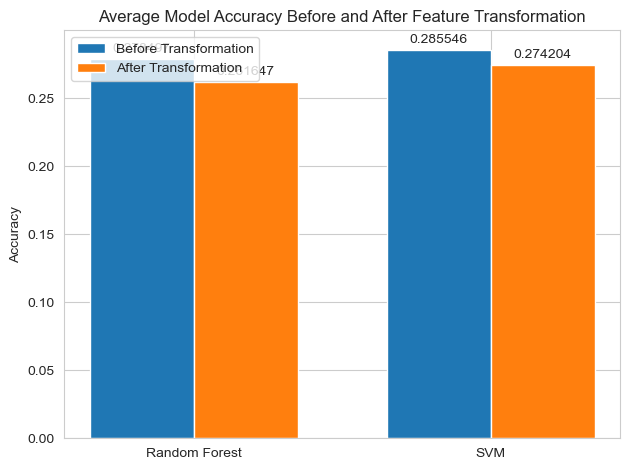 Average Model Accuracy Before and After Feature Transformation
Before Transformation
After Transformation
0.285546
0.274204
Accuracy
0.25
0.20
0.15
0.10
0.05
0.00
Random Forest
SVM